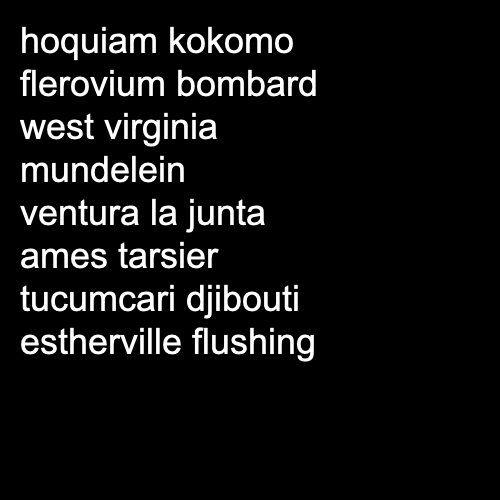 hoquiam kokomo
flerovium bombard
west virginia
mundelein
ventura la junta
ames tarsier
tucumcari djibouti
estherville flushing